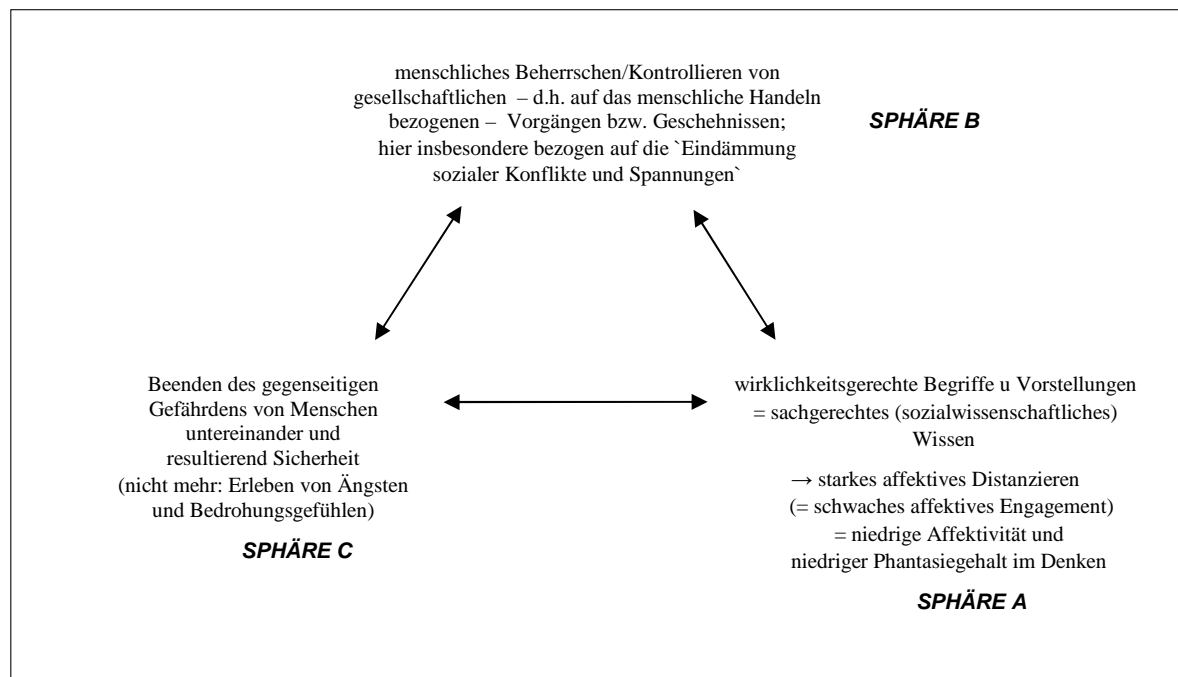 menschliches Beherrschen/Kontrollieren von
gesellschaftlichen – d.h. auf das menschliche Handeln
bezogenen – Vorgängen bzw. Geschehnissen;
hier insbesondere bezogen auf die `Eindämmung
sozialer Konflikte und Spannungen`
SPHÄRE B
Beenden des gegenseitigen
Gefährdens von Menschen
untereinander und
resultierend Sicherheit
(nicht mehr: Erleben von Ängsten
und Bedrohungsgefühlen)
SPHÄRE C
wirklichkeitsgerechte Begriffe u Vorstellungen
= sachgerechtes (sozialwissenschaftliches)
Wissen
→ starkes affektives Distanzieren
(= schwaches affektives Engagement)
= niedrige Affektivität und
niedriger Phantasiegehalt im Denken
SPHÄRE A